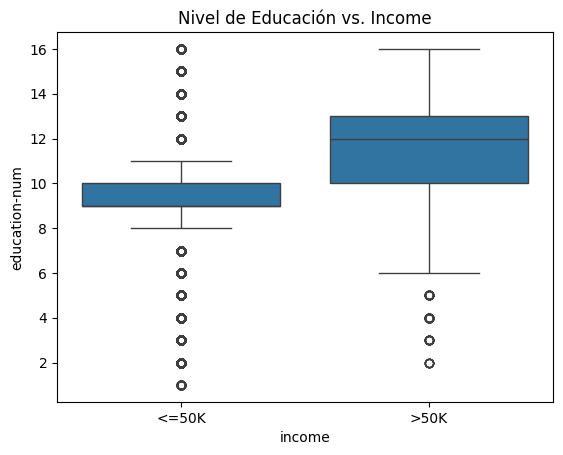 Nivel de Educación vs. Income
16
14
12
10
8
6
4
2
education-num
<=50K
>50K
income